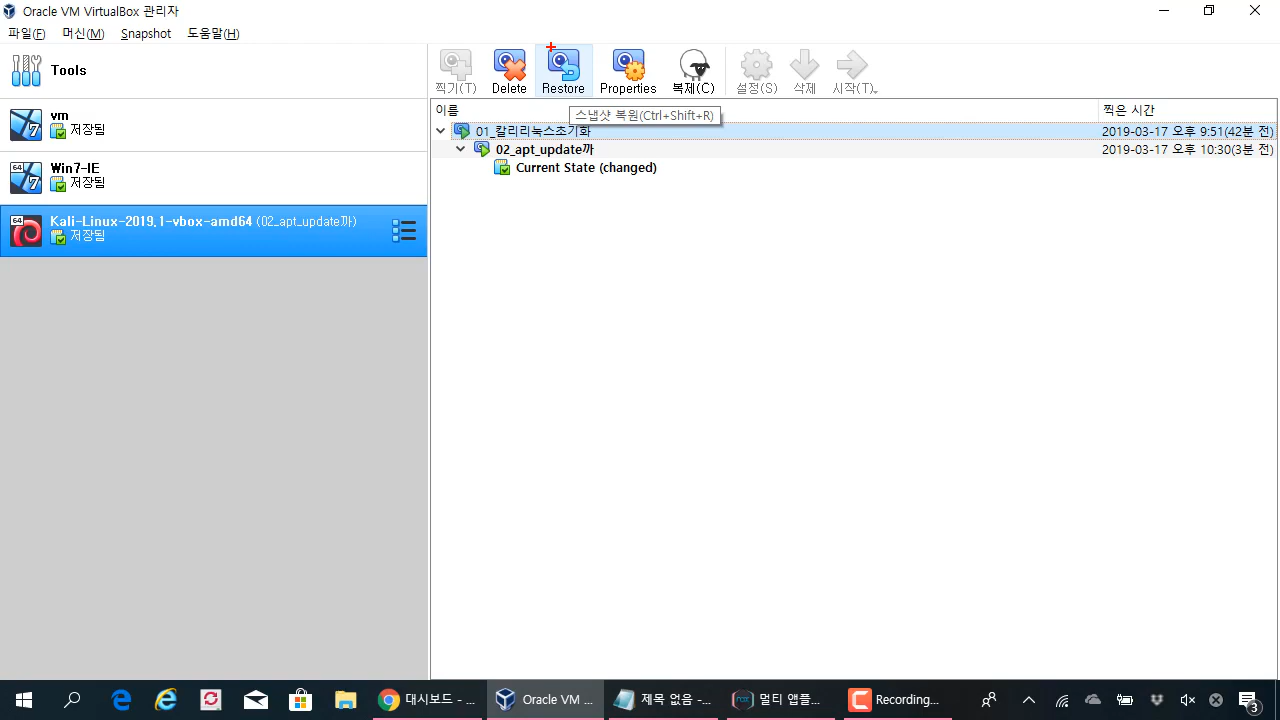 Oracle VM VirtualBox 관리자
파일(F) 머신(M) Snapshot 도움말(H)
Tools
찍기(T) Delete Restore Properties 복제(C) 설정(S) 삭제 시작(T)
스냅샷 복원(Ctrl+Shift+R)
이름 찍은 시간
vm
저장됨
01_칼리리눅스초기화 2019-03-17 오후 9:51(42분 전)
02_apt_update까 2019-03-17 오후 10:30(3분 전)
Current State (changed)
64
Win7-IE
저장됨
64
Kali-Linux-2019.1-vbox-amd64 (02_apt_update까)
저장됨
대시보드 - ... Oracle VM ... 제목 없음 -... 멀티 앱플... Recording... 3